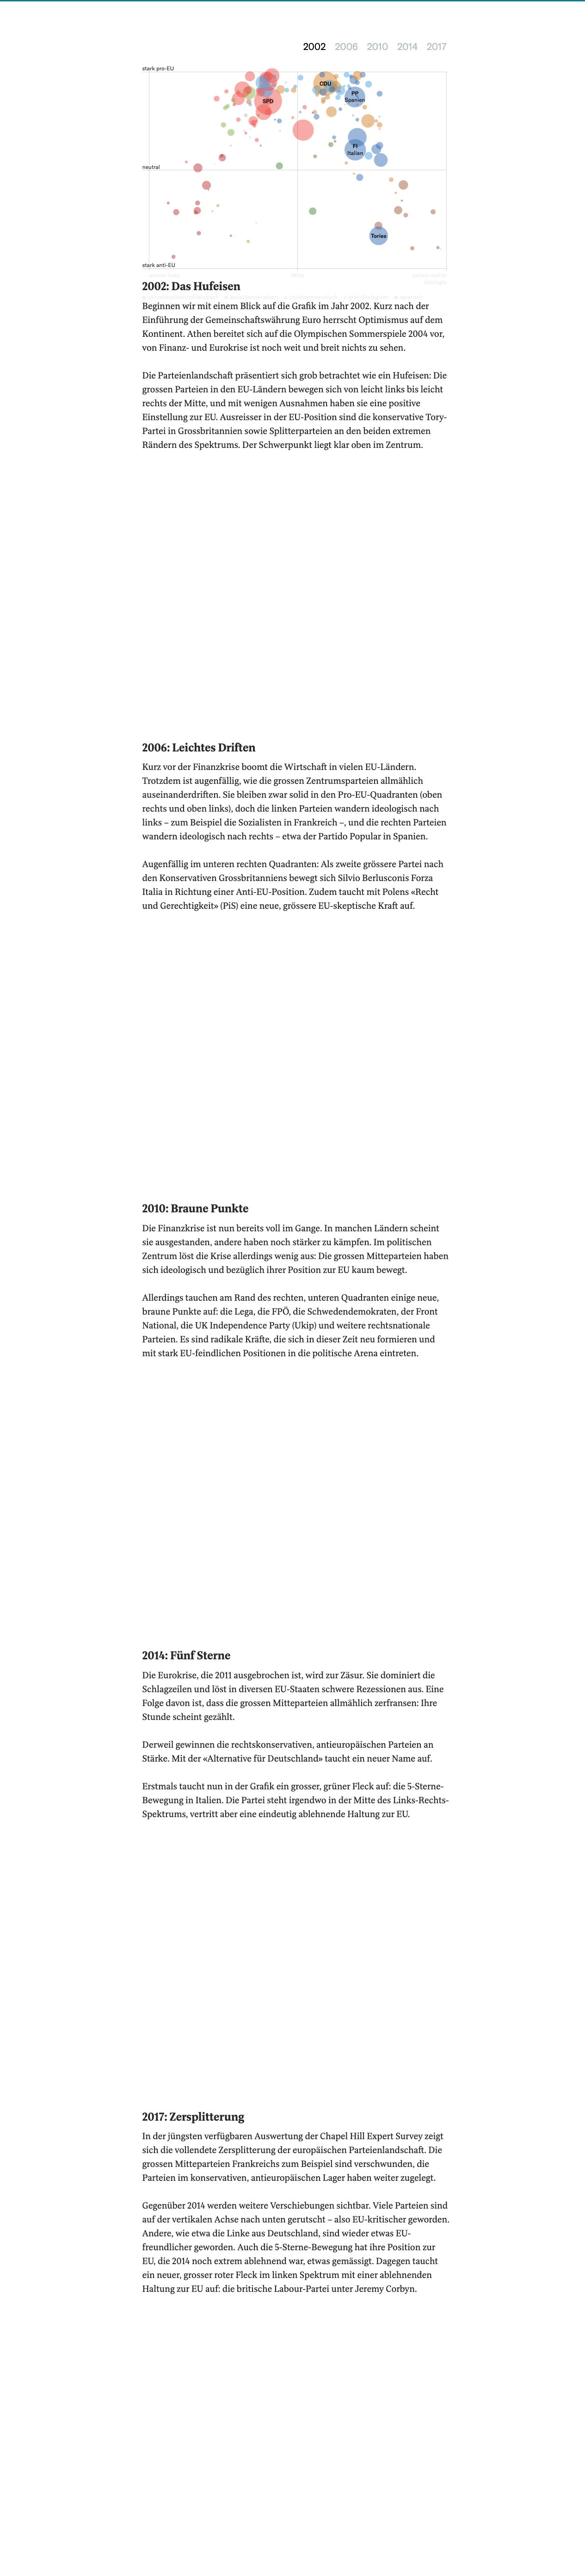 2002 2006 2010 2014 2017
stark pro-EU
CDU
SPD
PP
Spanien
FI
Italien
neutral
Tories
stark anti-EU
2002: Das Hufeisen
Beginnen wir mit einem Blick auf die Grafik im Jahr 2002. Kurz nach der
Einführung der Gemeinschaftswährung Euro herrscht Optimismus auf dem
Kontinent. Athen bereitet sich auf die Olympischen Sommerspiele 2004 vor,
von Finanz- und Eurokrise ist noch weit und breit nichts zu sehen.
Die Parteienlandschaft präsentiert sich grob betrachtet wie ein Hufeisen: Die
grossen Parteien in den EU-Ländern bewegen sich von leicht links bis leicht
rechts der Mitte, und mit wenigen Ausnahmen haben sie eine positive
Einstellung zur EU. Ausreisser in der EU-Position sind die konservative Tory-
Partei in Grossbritannien sowie Splitterparteien an den beiden extremen
Rändern des Spektrums. Der Schwerpunkt liegt klar oben im Zentrum.
2006: Leichtes Driften
Kurz vor der Finanzkrise boomt die Wirtschaft in vielen EU-Ländern.
Trotzdem ist augenfällig, wie die grossen Zentrumsparteien allmählich
auseinanderdriften. Sie bleiben zwar solid in den Pro-EU-Quadranten (oben
rechts und oben links), doch die linken Parteien wandern ideologisch nach
links – zum Beispiel die Sozialisten in Frankreich –, und die rechten Parteien
wandern ideologisch nach rechts – etwa der Partido Popular in Spanien.
Augenfällig im unteren rechten Quadranten: Als zweite grössere Partei nach
den Konservativen Grossbritanniens bewegt sich Silvio Berlusconis Forza
Italia in Richtung einer Anti-EU-Position. Zudem taucht mit Polens «Recht
und Gerechtigkeit» (PiS) eine neue, grössere EU-skeptische Kraft auf.
2010: Braune Punkte
Die Finanzkrise ist nun bereits voll im Gange. In manchen Ländern scheint
sie ausgestanden, andere haben noch stärker zu kämpfen. Im politischen
Zentrum löst die Krise allerdings wenig aus: Die grossen Mitteparteien haben
sich ideologisch und bezüglich ihrer Position zur EU kaum bewegt.
Allerdings tauchen am Rand des rechten, unteren Quadranten einige neue,
braune Punkte auf: die Lega, die FPÖ, die Schwedendemokraten, der Front
National, die UK Independence Party (Ukip) und weitere rechtsnationale
Parteien. Es sind radikale Kräfte, die sich in dieser Zeit neu formieren und
mit stark EU-feindlichen Positionen in die politische Arena eintreten.
2014: Fünf Sterne
Die Eurokrise, die 2011 ausgebrochen ist, wird zur Zäsur. Sie dominiert die
Schlagzeilen und löst in diversen EU-Staaten schwere Rezessionen aus. Eine
Folge davon ist, dass die grossen Mitteparteien allmählich zerfransen: Ihre
Stunde scheint gezählt.
Derweil gewinnen die rechtskonservativen, antieuropäischen Parteien an
Stärke. Mit der «Alternative für Deutschland» taucht ein neuer Name auf.
Erstmals taucht nun in der Grafik ein grosser, grüner Fleck auf: die 5-Sterne-
Bewegung in Italien. Die Partei steht irgendwo in der Mitte des Links-Rechts-
Spektrums, vertritt aber eine eindeutig ablehnende Haltung zur EU.
2017: Zersplitterung
In der jüngsten verfügbaren Auswertung der Chapel Hill Expert Survey zeigt
sich die vollendete Zersplitterung der europäischen Parteienlandschaft. Die
grossen Mitteparteien Frankreichs zum Beispiel sind verschwunden, die
Parteien im konservativen, antieuropäischen Lager haben weiter zugelegt.
Gegenüber 2014 werden weitere Verschiebungen sichtbar. Viele Parteien sind
auf der vertikalen Achse nach unten gerutscht – also EU-kritischer geworden.
Andere, wie etwa die Linke aus Deutschland, sind wieder etwas EU-
freundlicher geworden. Auch die 5-Sterne-Bewegung hat ihre Position zur
EU, die 2014 noch extrem ablehnend war, etwas gemässigt. Dagegen taucht
ein neuer, grosser roter Fleck im linken Spektrum mit einer ablehnenden
Haltung zur EU auf: die britische Labour-Partei unter Jeremy Corbyn.